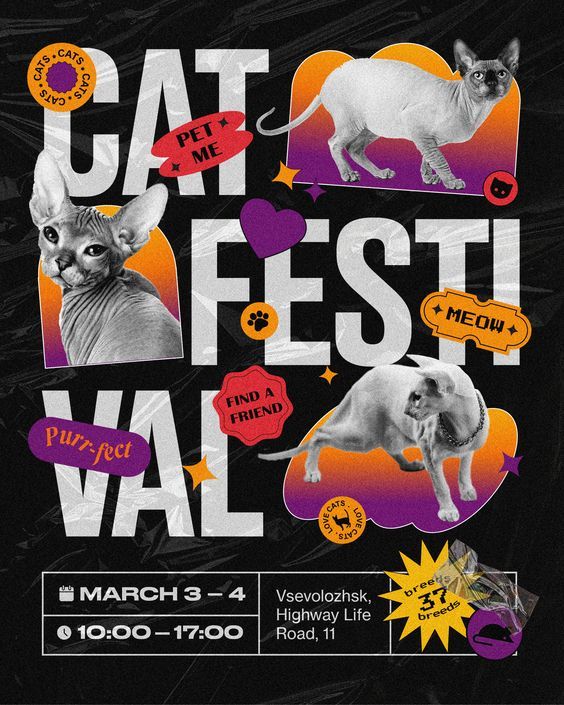 CATS • CATS • CATS • CATS •
CAT
PET
ME
FESTI
MEOW
FIND A
FRIEND
VAL
Purr-fect
LOVE CATS • LOVE CATS •
MARCH 3 – 4
10:00 – 17:00
Vsevolozhsk,
Highway Life
Road, 11
breeds
37
breeds